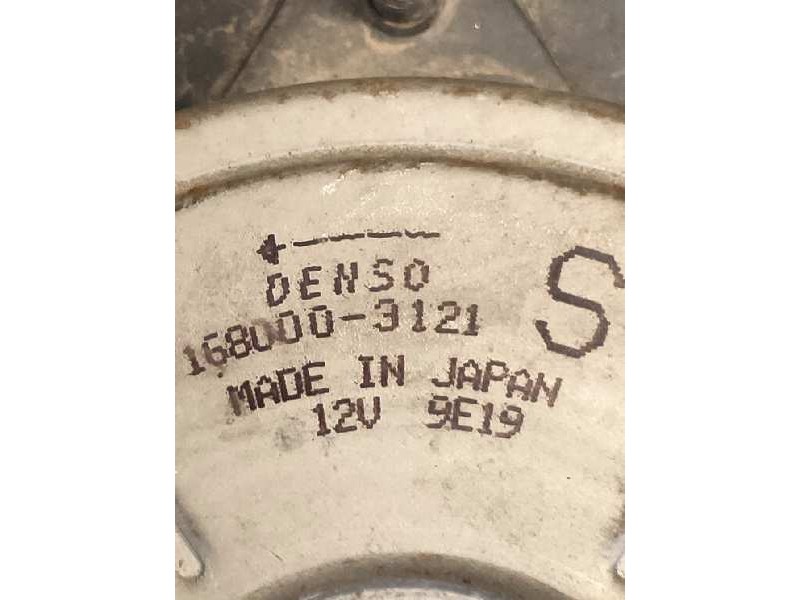 DENSO
168000-3121
MADE IN JAPAN
12V 9E19
S